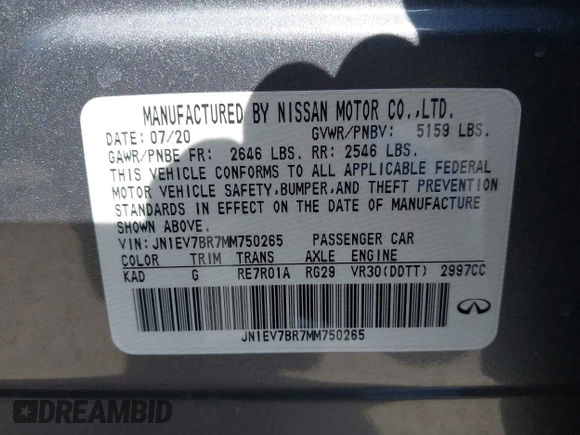 MANUFACTURED BY NISSAN MOTOR CO.,LTD.
DATE: 07/20 GVWR/PNBV: 5159 LBS.
GAWR/PNBE FR: 2646 LBS. RR: 2546 LBS.
THIS VEHICLE CONFORMS TO ALL APPLICABLE FEDERAL
MOTOR VEHICLE SAFETY,BUMPER,AND THEFT PREVENTION
STANDARDS IN EFFECT ON THE DATE OF MANUFACTURE
SHOWN ABOVE.
VIN: JN1EV7BR7MM750265 PASSENGER CAR
COLOR TRIM TRANS AXLE ENGINE
KAD G RE7R01A RG29 VR30(DDTT) 2997CC
JN1EV7BR7MM750265
DREAMBID